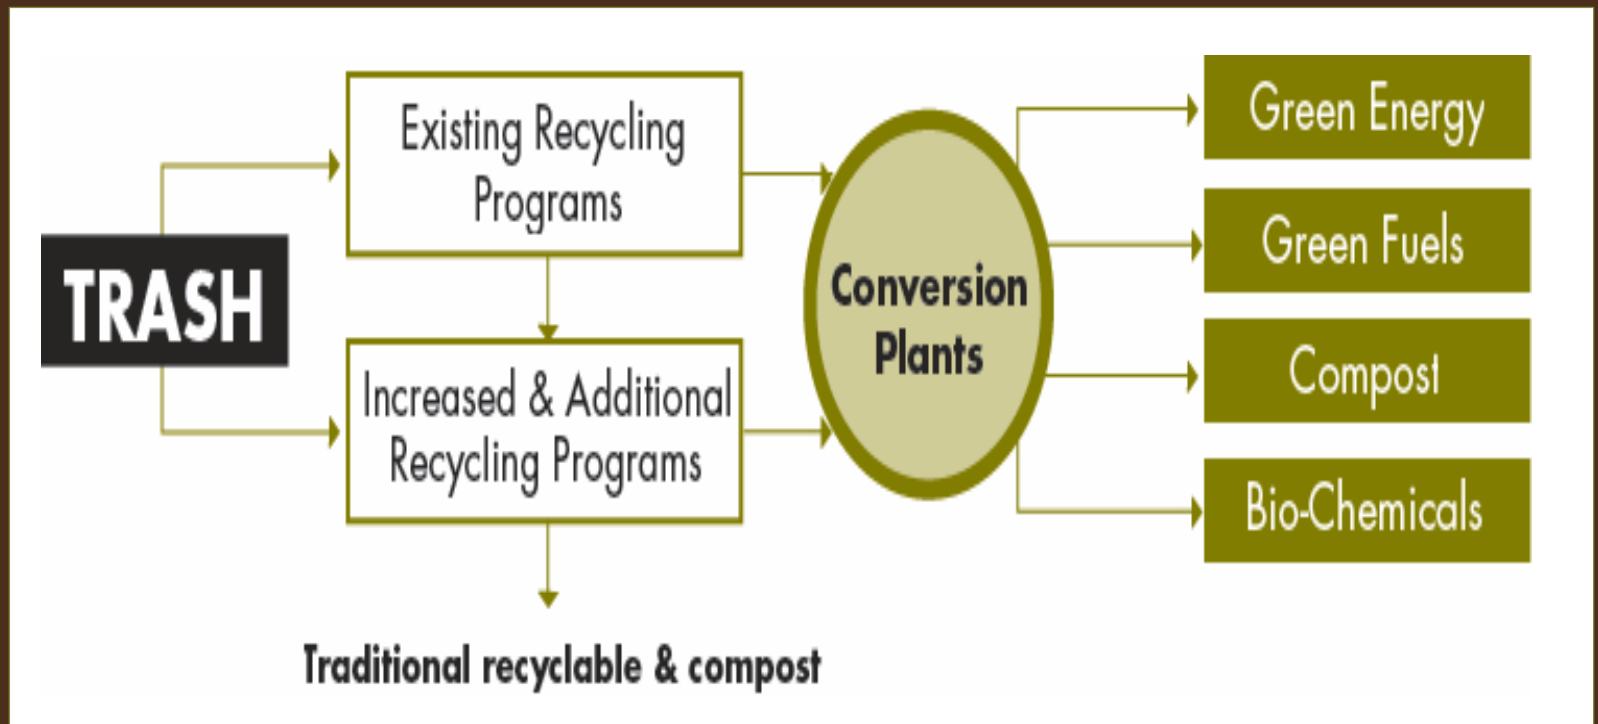 TRASH
Existing Recycling
Programs
Increased & Additional
Recycling Programs
Traditional recyclable & compost
Conversion
Plants
Green Energy
Green Fuels
Compost
Bio-Chemicals